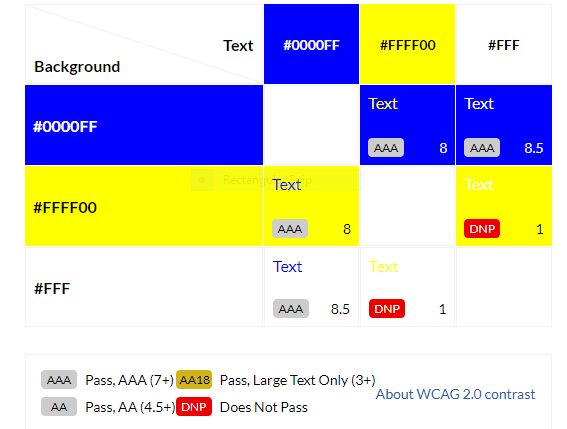 Text
Background
#0000FF
#FFFF00
#FFF
#0000FF
Text
AAA 8
Text
AAA 8.5
#FFFF00
Rectangular Snip
Text
AAA 8
Text
DNP 1
#FFF
Text
AAA 8.5
Text
DNP 1
AAA Pass, AAA (7+) AA18 Pass, Large Text Only (3+)
AA Pass, AA (4.5+) DNP Does Not Pass
About WCAG 2.0 contrast